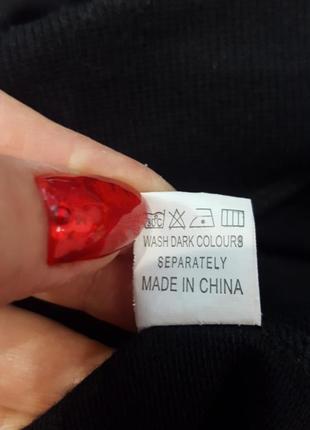 WASH DARK COLOURS
SEPARATELY
MADE IN CHINA